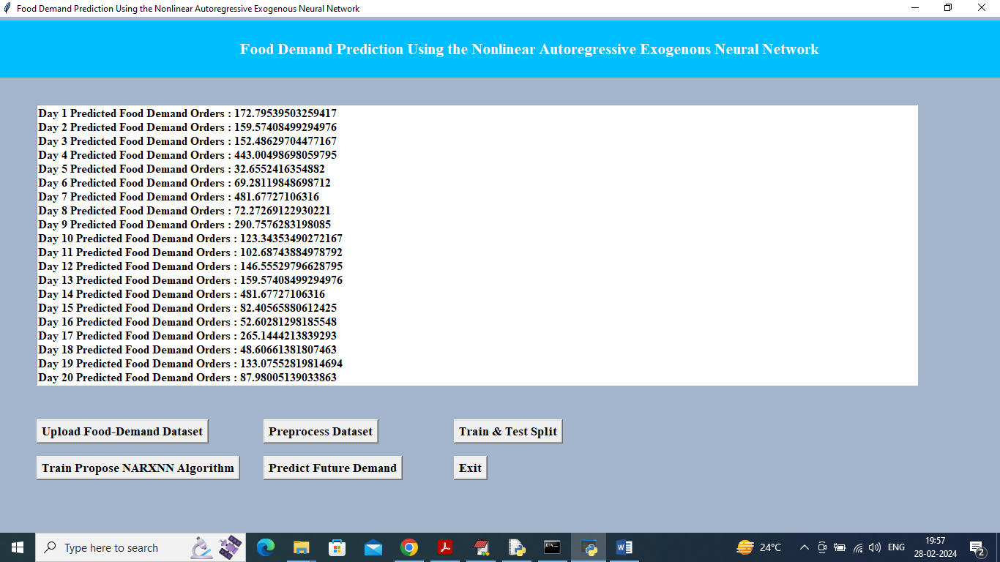 Food Demand Prediction Using the Nonlinear Autoregressive Exogenous Neural Network
Food Demand Prediction Using the Nonlinear Autoregressive Exogenous Neural Network
Day 1 Predicted Food Demand Orders : 172.79539503259417
Day 2 Predicted Food Demand Orders : 159.57408499294976
Day 3 Predicted Food Demand Orders : 152.48629704477167
Day 4 Predicted Food Demand Orders : 443.00498698059795
Day 5 Predicted Food Demand Orders : 32.6552416354882
Day 6 Predicted Food Demand Orders : 69.28119848698712
Day 7 Predicted Food Demand Orders : 481.67727106316
Day 8 Predicted Food Demand Orders : 72.27269122930221
Day 9 Predicted Food Demand Orders : 290.7576283198085
Day 10 Predicted Food Demand Orders : 123.34353490272167
Day 11 Predicted Food Demand Orders : 102.68743884978792
Day 12 Predicted Food Demand Orders : 146.55529796628795
Day 13 Predicted Food Demand Orders : 159.57408499294976
Day 14 Predicted Food Demand Orders : 481.67727106316
Day 15 Predicted Food Demand Orders : 82.40565880612425
Day 16 Predicted Food Demand Orders : 52.60281298185548
Day 17 Predicted Food Demand Orders : 265.1444213839293
Day 18 Predicted Food Demand Orders : 48.60661381807463
Day 19 Predicted Food Demand Orders : 133.07552819814694
Day 20 Predicted Food Demand Orders : 87.98005139033863
Upload Food-Demand Dataset
Preprocess Dataset
Train & Test Split
Train Propose NARXNN Algorithm
Predict Future Demand
Exit
Type here to search
24°C
ENG
19:57
28-02-2024
2